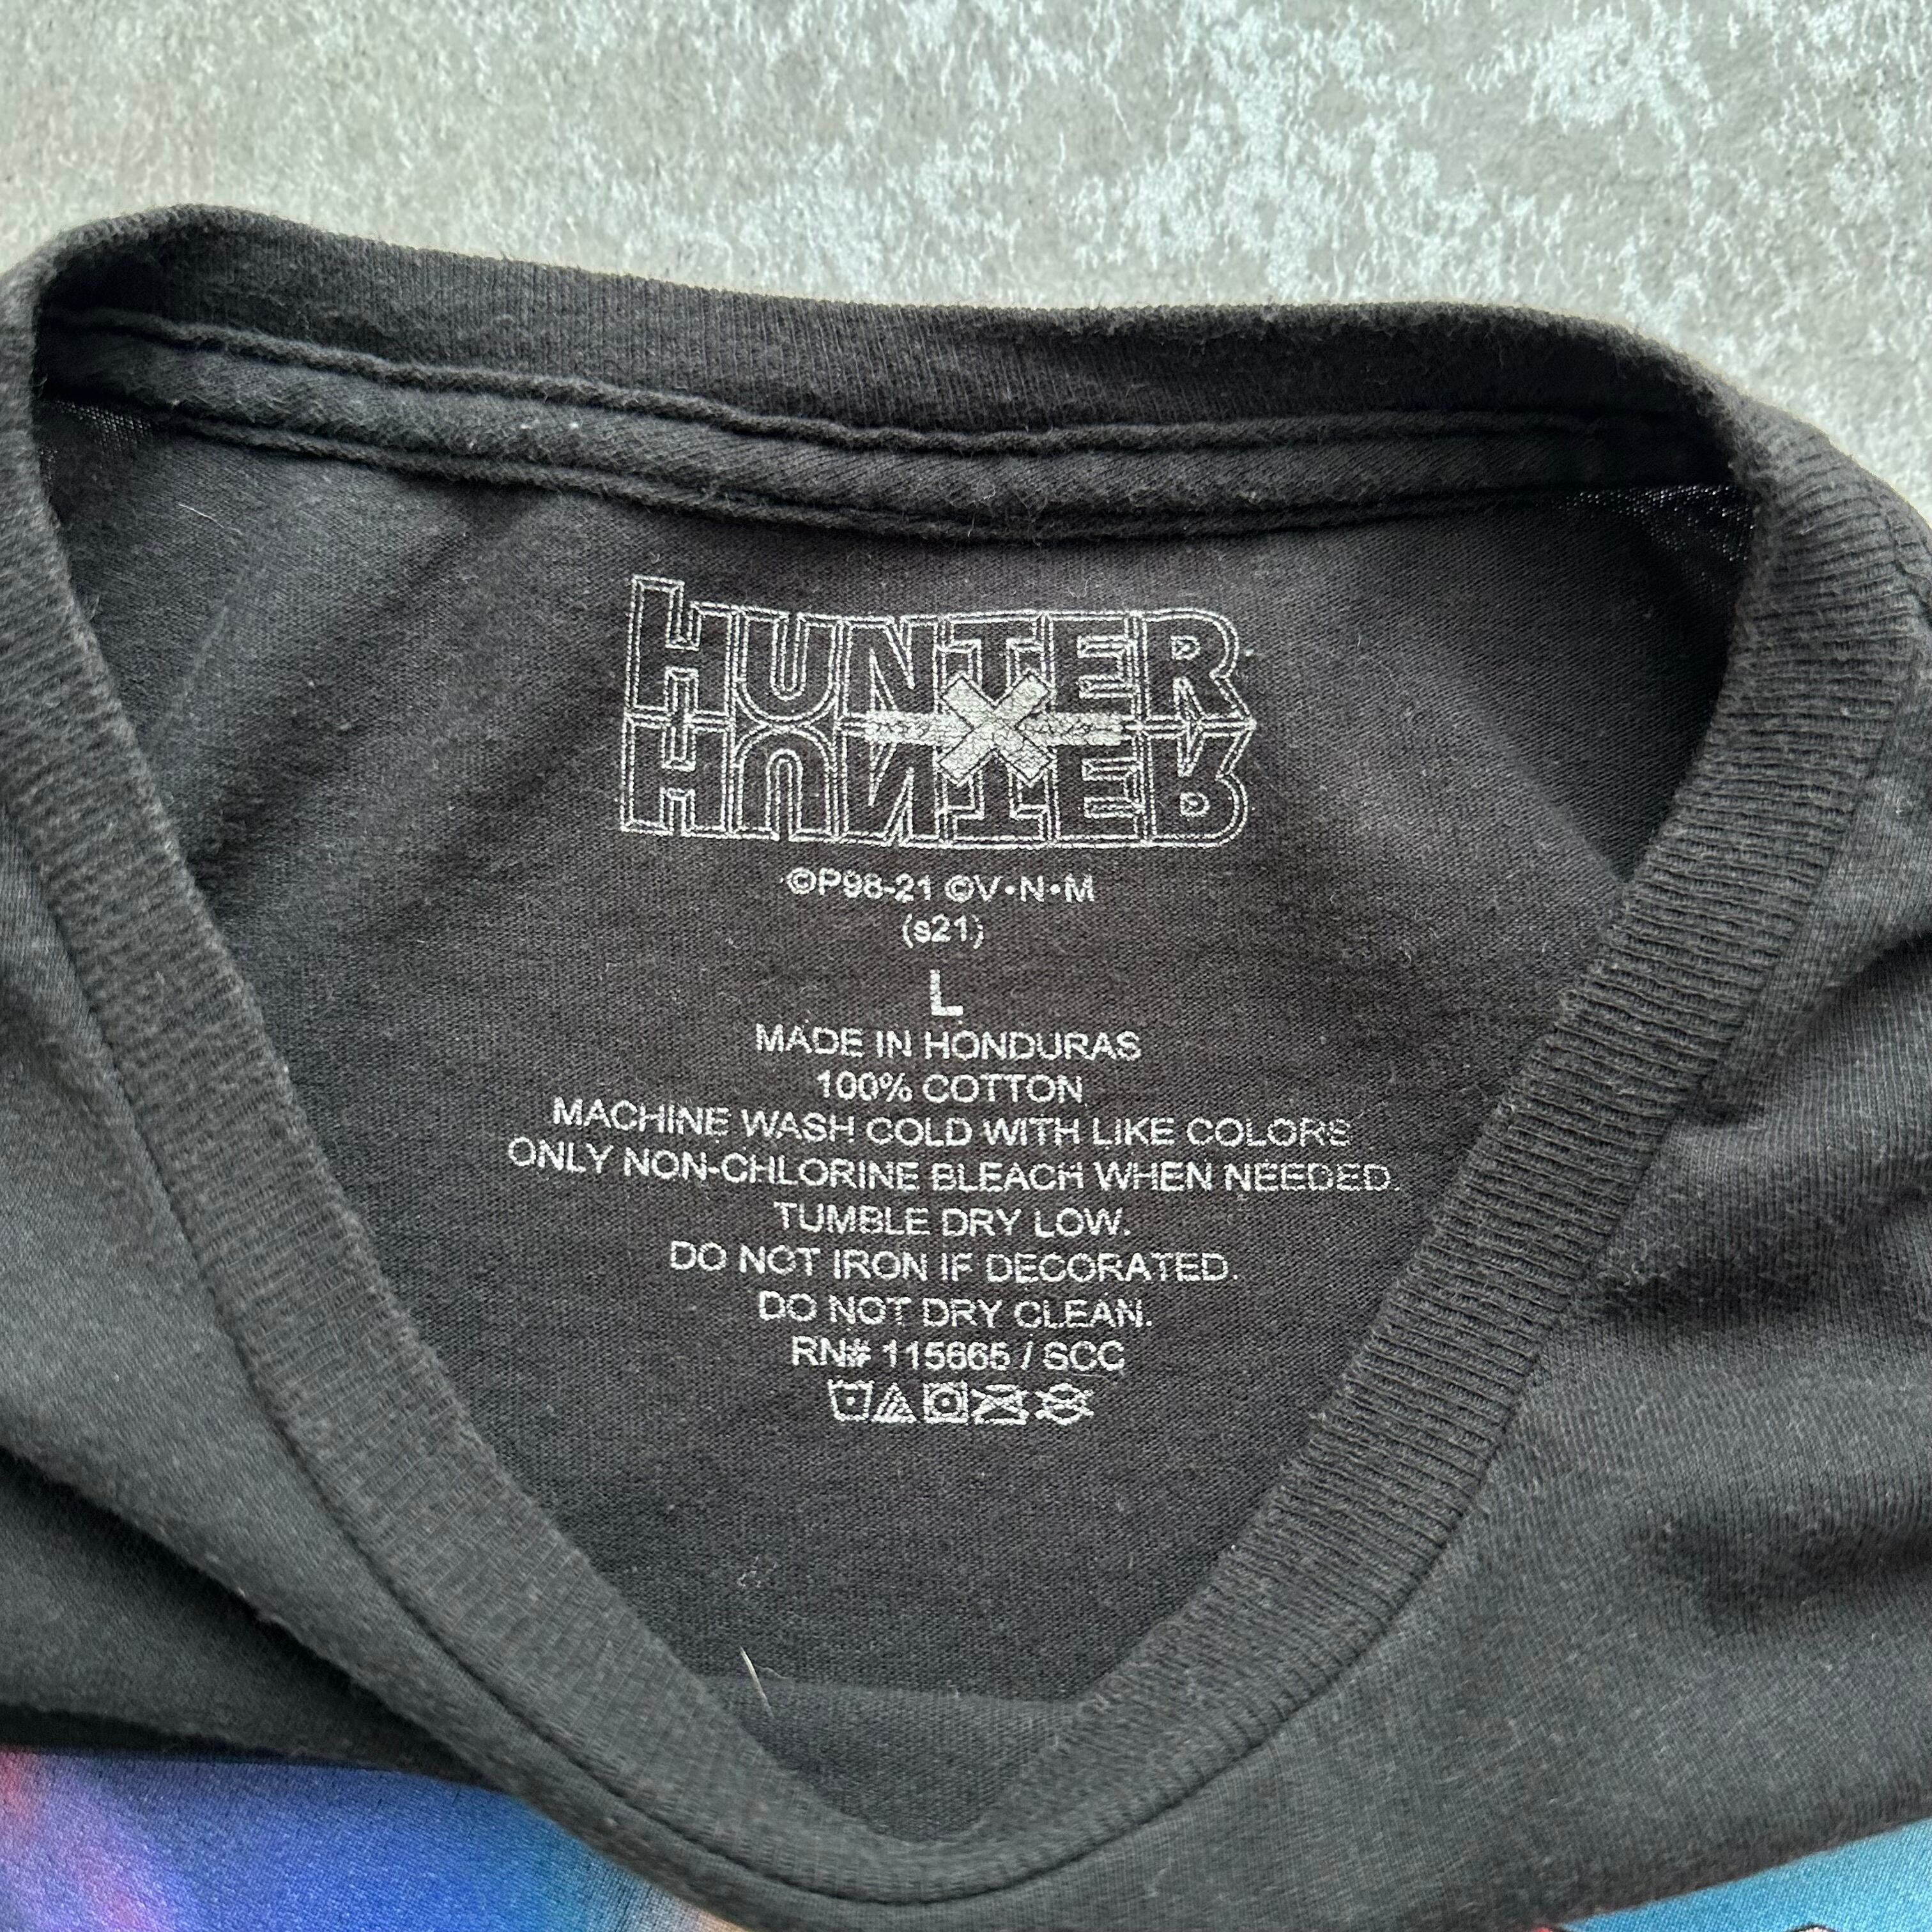 HUNTER
X
HUNTER
©P98-21 ©V•N•M
(s21)
L
MADE IN HONDURAS
100% COTTON
MACHINE WASH COLD WITH LIKE COLORS
ONLY NON-CHLORINE BLEACH WHEN NEEDED.
TUMBLE DRY LOW.
DO NOT IRON IF DECORATED.
DO NOT DRY CLEAN.
RN# 115665 / SCC